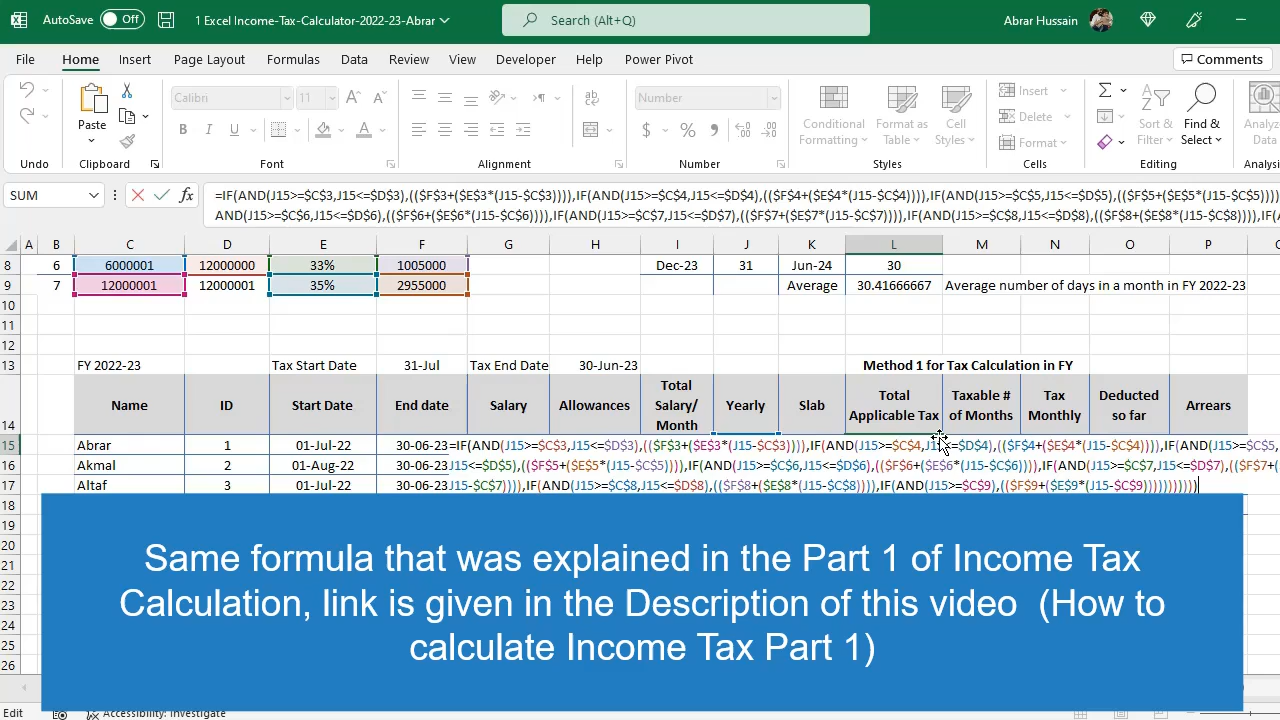 AutoSave Off 1 Excel Income-Tax-Calculator-2022-23-Abrar Search (Alt+Q) Abrar Hussain
File Home Insert Page Layout Formulas Data Review View Developer Help Power Pivot Comments
Calibri 11 Number
Paste Conditional Formatting Format as Table Cell Styles Insert Delete Format Sort & Filter Find & Select Analyze Data
Undo Clipboard Font Alignment Number Styles Cells Editing Analysis
SUM fx =IF(AND(J15>=$C$3,J15<=$D$3),(($F$3+($E$3*(J15-$C$3)))),IF(AND(J15>=$C$4,J15<=$D$4),(($F$4+($E$4*(J15-$C$4)))),IF(AND(J15>=$C$5,J15<=$D$5),(($F$5+($E$5*(J15-$C$5)))),
AND(J15>=$C$6,J15<=$D$6),(($F$6+($E$6*(J15-$C$6)))),IF(AND(J15>=$C$7,J15<=$D$7),(($F$7+($E$7*(J15-$C$7)))),IF(AND(J15>=$C$8,J15<=$D$8),(($F$8+($E$8*(J15-$C$8)))),IF(A
A B C D E F G H I J K L M N O P
8 6 6000001 12000000 33% 1005000 Dec-23 31 Jun-24 30
9 7 12000001 12000001 35% 2955000 Average 30.41666667 Average number of days in a month in FY 2022-23
10
11
12
13 FY 2022-23 Tax Start Date 31-Jul Tax End Date 30-Jun-23 Method 1 for Tax Calculation in FY
14 Name ID Start Date End date Salary Allowances Total Salary/ Month Yearly Slab Total Applicable Tax Taxable # of Months Tax Monthly Deducted so far Arrears
15 Abrar 1 01-Jul-22 30-06-23 =IF(AND(J15>=$C$3,J15<=$D$3),(($F$3+($E$3*(J15-$C$3)))),IF(AND(J15>=$C$4,J15<=$D$4),(($F$4+($E$4*(J15-$C$4)))),IF(AND(J15>=$C$5,
16 Akmal 2 01-Aug-22 30-06-23 J15<=$D$5),(($F$5+($E$5*(J15-$C$5)))),IF(AND(J15>=$C$6,J15<=$D$6),(($F$6+($E$6*(J15-$C$6)))),IF(AND(J15>=$C$7,J15<=$D$7),(($F$7+(
17 Altaf 3 01-Jul-22 30-06-23 J15-$C$7)))),IF(AND(J15>=$C$8,J15<=$D$8),(($F$8+($E$8*(J15-$C$8)))),IF(AND(J15>=$C$9),(($F$9+($E$9*(J15-$C$9)))))))))))
18
19
20
21
22
23
24
25
26
Same formula that was explained in the Part 1 of Income Tax
Calculation, link is given in the Description of this video (How to
calculate Income Tax Part 1)
Edit Accessibility: Investigate